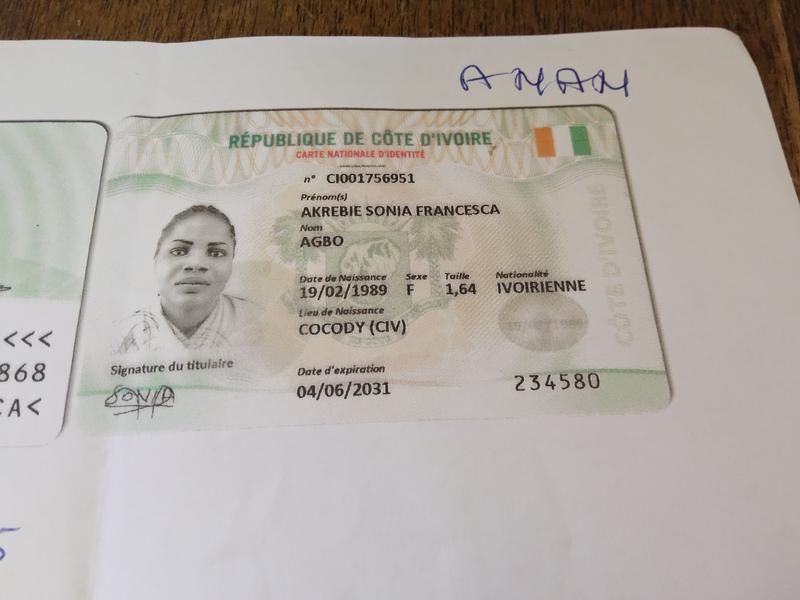 AMAM
RÉPUBLIQUE DE CÔTE D'IVOIRE
CARTE NATIONALE D'IDENTITÉ
n° CI001756951
Prénom(s)
AKREBIE SONIA FRANCESCA
Nom
AGBO
Date de Naissance Sexe Taille Nationalité
19/02/1989 F 1,64 IVOIRIENNE
Lieu de Naissance
COCODY (CIV)
Signature du titulaire
Date d'expiration
SONIA
04/06/2031
234580
CÔTE D'IVOIRE
<<<
868
CA<
5